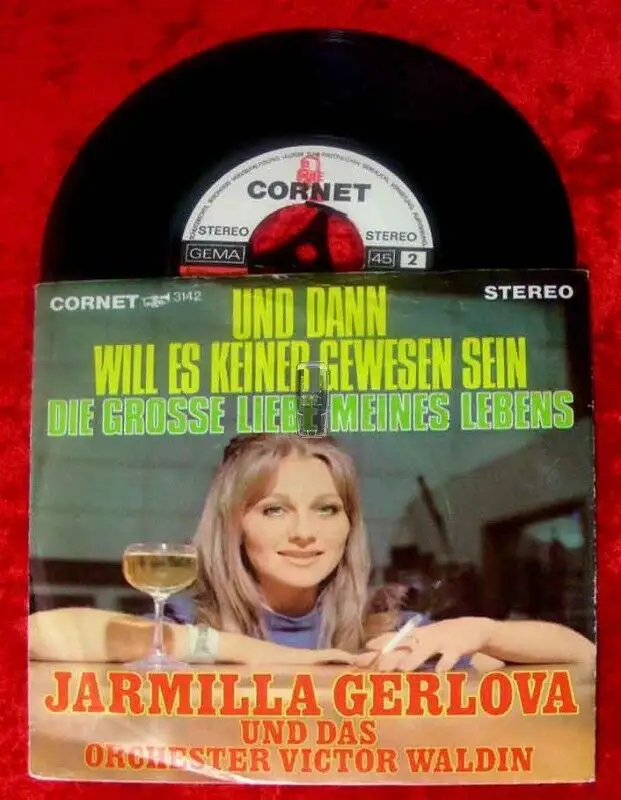 CORNET
STEREO
STEREO
GEMA
45 2
CORNET 3142
STEREO
UND DANN
WILL ES KEINER GEWESEN SEIN
DIE GROSSE LIEBE MEINES LEBENS
JARMILLA GERLOVA
UND DAS
ORCHESTER VICTOR WALDIN